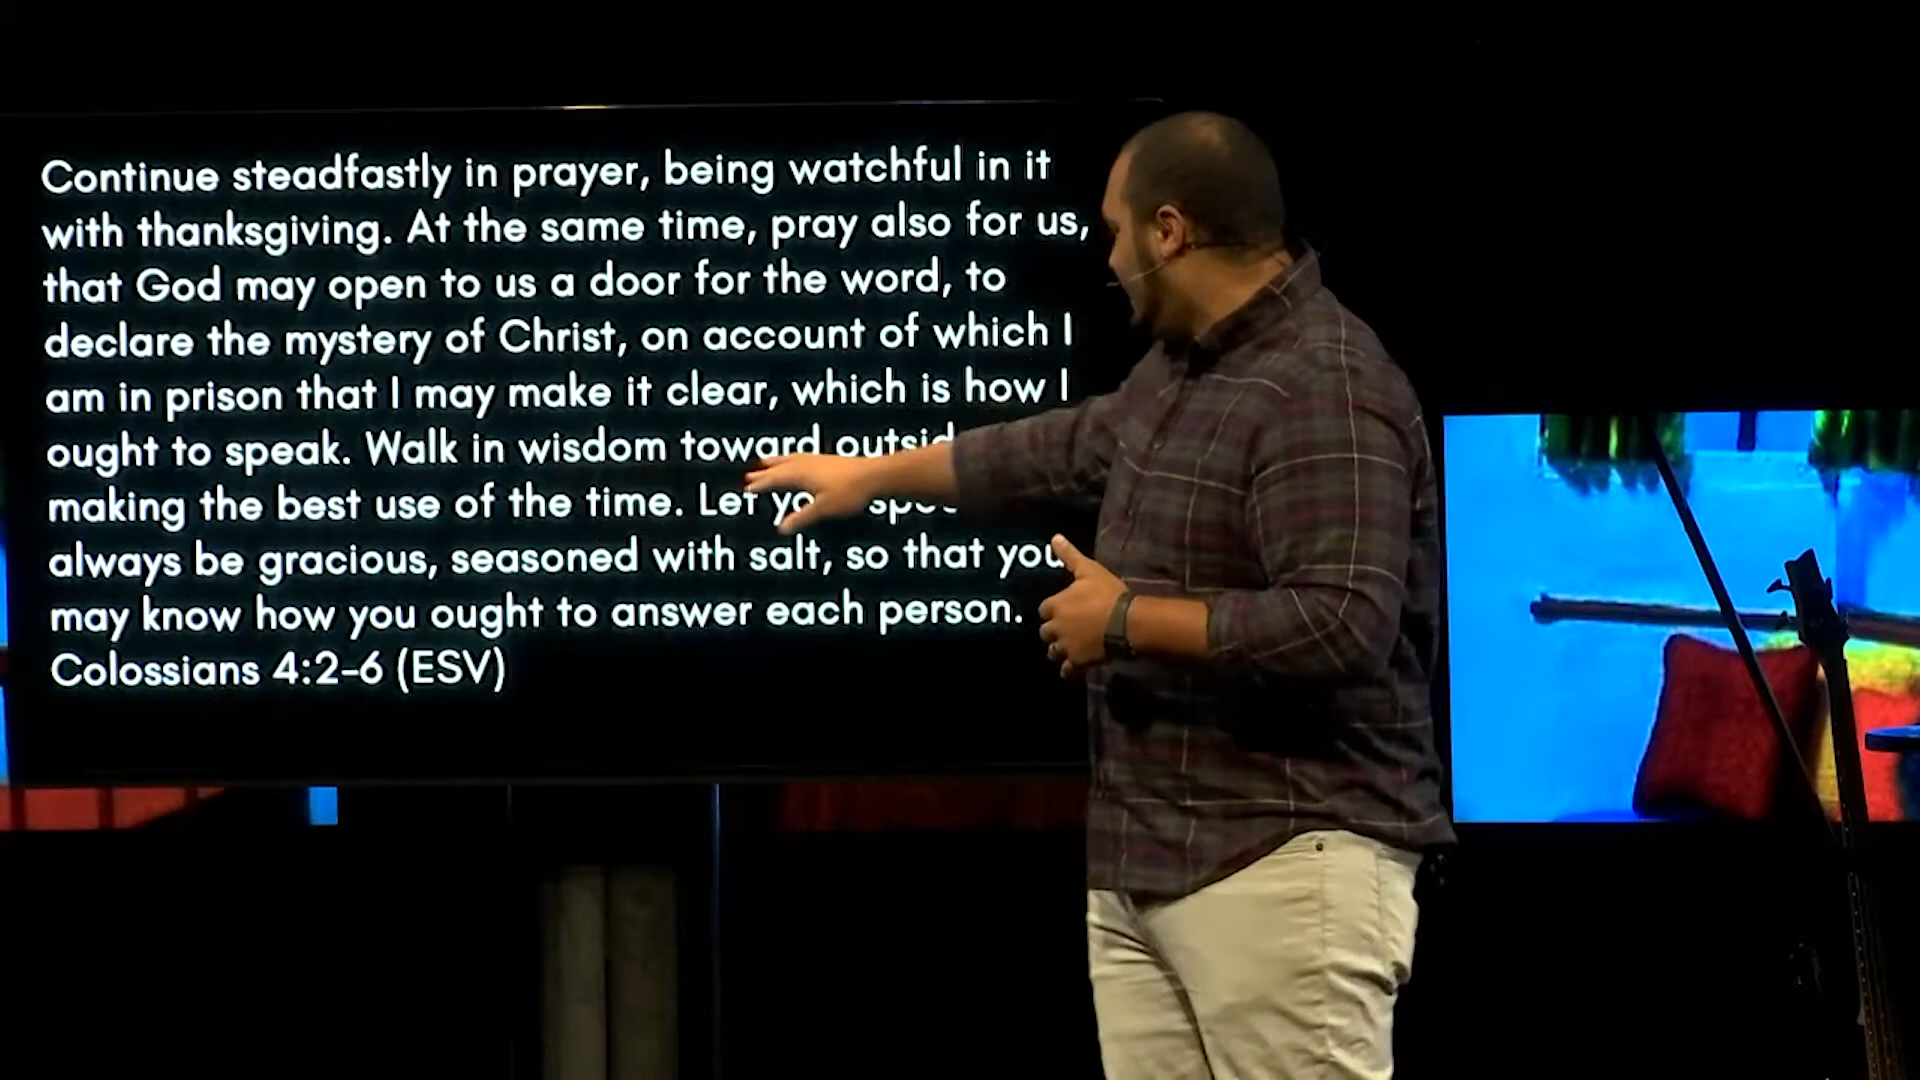 Continue steadfastly in prayer, being watchful in it
with thanksgiving. At the same time, pray also for us,
that God may open to us a door for the word, to
declare the mystery of Christ, on account of which I
am in prison that I may make it clear, which is how I
ought to speak. Walk in wisdom toward
making the best use of the time. Let
always be gracious, seasoned with salt, so that you
may know how you ought to answer each person.
Colossians 4:2-6 (ESV)